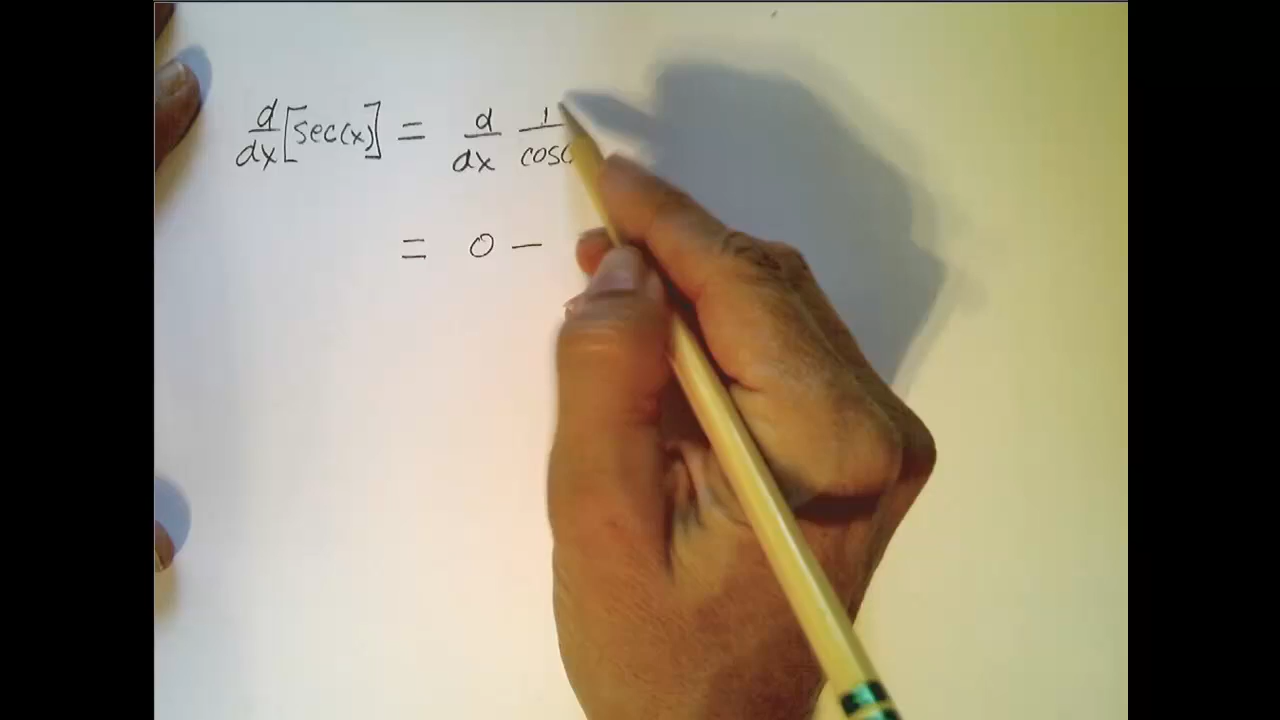 d/dx [sec(x)] = d/dx 1/cos(
= 0 −